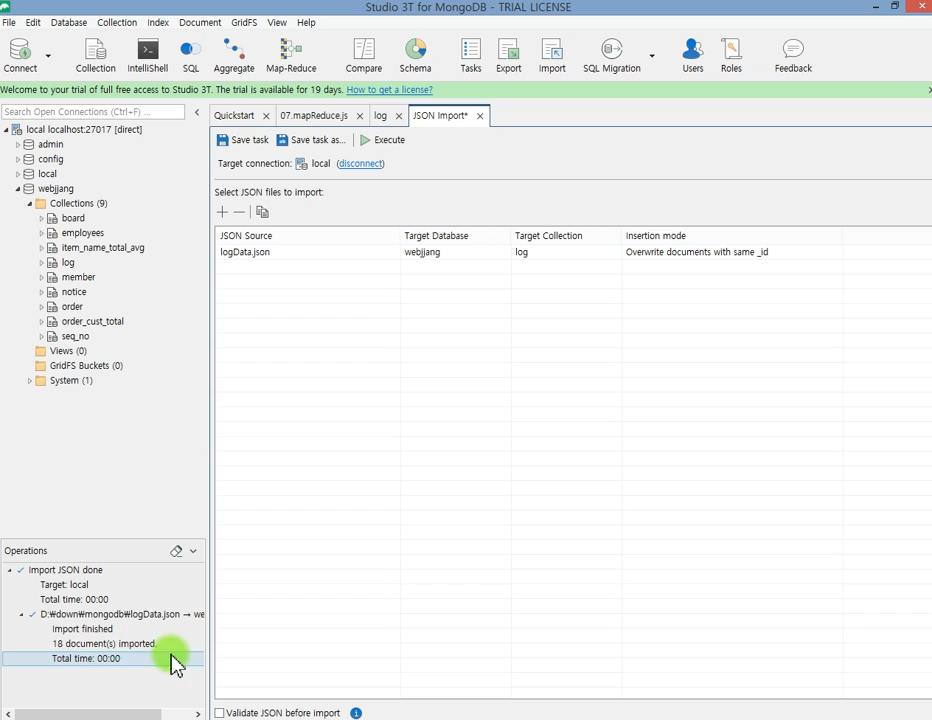 Studio 3T for MongoDB - TRIAL LICENSE
File Edit Database Collection Index Document GridFS View Help
Connect Collection IntelliShell SQL Aggregate Map-Reduce Compare Schema Tasks Export Import SQL Migration Users Roles Feedback
Welcome to your trial of full free access to Studio 3T. The trial is available for 19 days. How to get a license?
Search Open Connections (Ctrl+F) ...
Quickstart 07.mapReduce.js log JSON Import*
local localhost:27017 [direct]
admin
config
local
webjjang
Collections (9)
board
employees
item_name_total_avg
log
member
notice
order
order_cust_total
seq_no
Views (0)
GridFS Buckets (0)
System (1)
Save task Save task as... Execute
Target connection: local (disconnect)
Select JSON files to import:
JSON Source Target Database Target Collection Insertion mode
logData.json webjjang log Overwrite documents with same _id
Operations
Import JSON done
Target: local
Total time: 00:00
D:₩down₩mongodb₩logData.json → we
Import finished
18 document(s) imported.
Total time: 00:00
Validate JSON before import